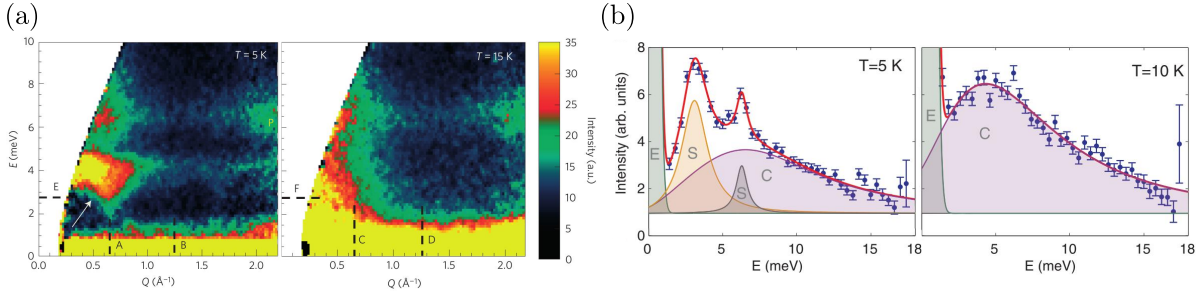 (a)
T = 5 K
T = 15 K
10
8
6
4
2
0
E (meV)
P
E
F
A
B
C
D
0.0
0.5
1.0
1.5
2.0
Q (Å⁻¹)
0.5
1.0
1.5
2.0
Q (Å⁻¹)
35
30
25
20
15
10
5
0
Intensity (a.u.)
(b)
8
6
4
2
0
Intensity (arb. units)
T=5 K
E
S
C
S
0
5
10
15
18
E (meV)
T=10 K
E
C
5
10
15
18
E (meV)